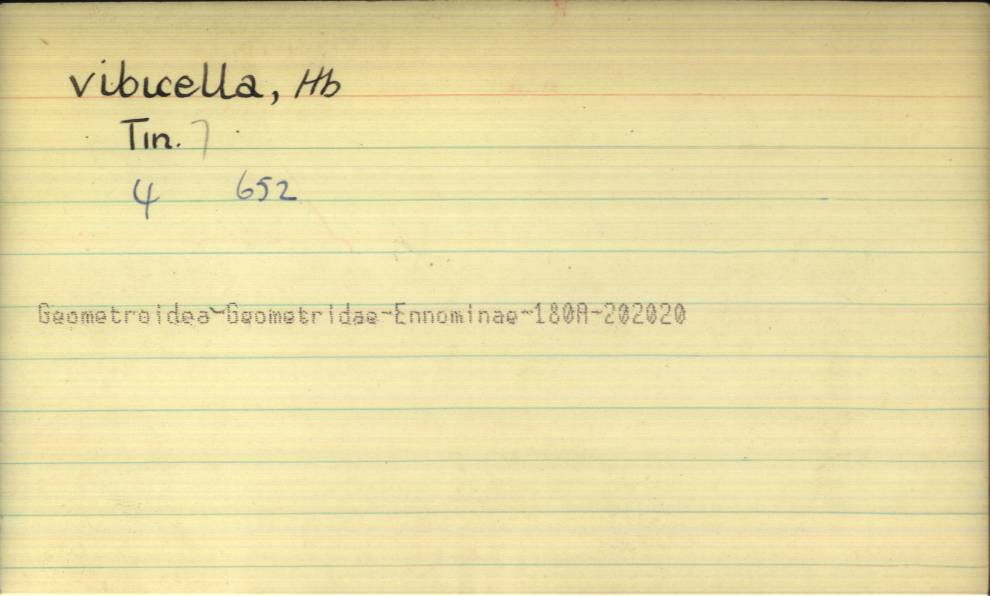 vibicella, Hb
Tin. 7
4 652
Geometroidea-Geometridae-Ennominae-180A-202020